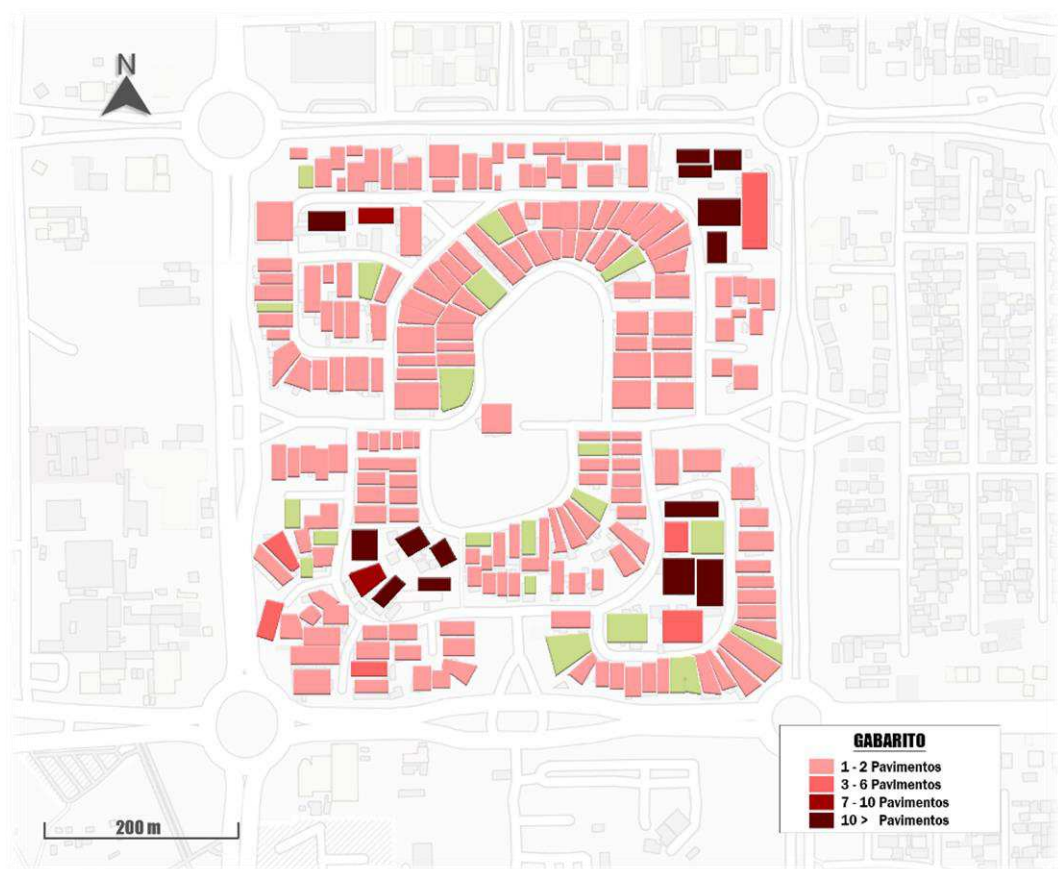 N
GABARITO
1 - 2 Pavimentos
3 - 6 Pavimentos
7 - 10 Pavimentos
10 > Pavimentos
200 m